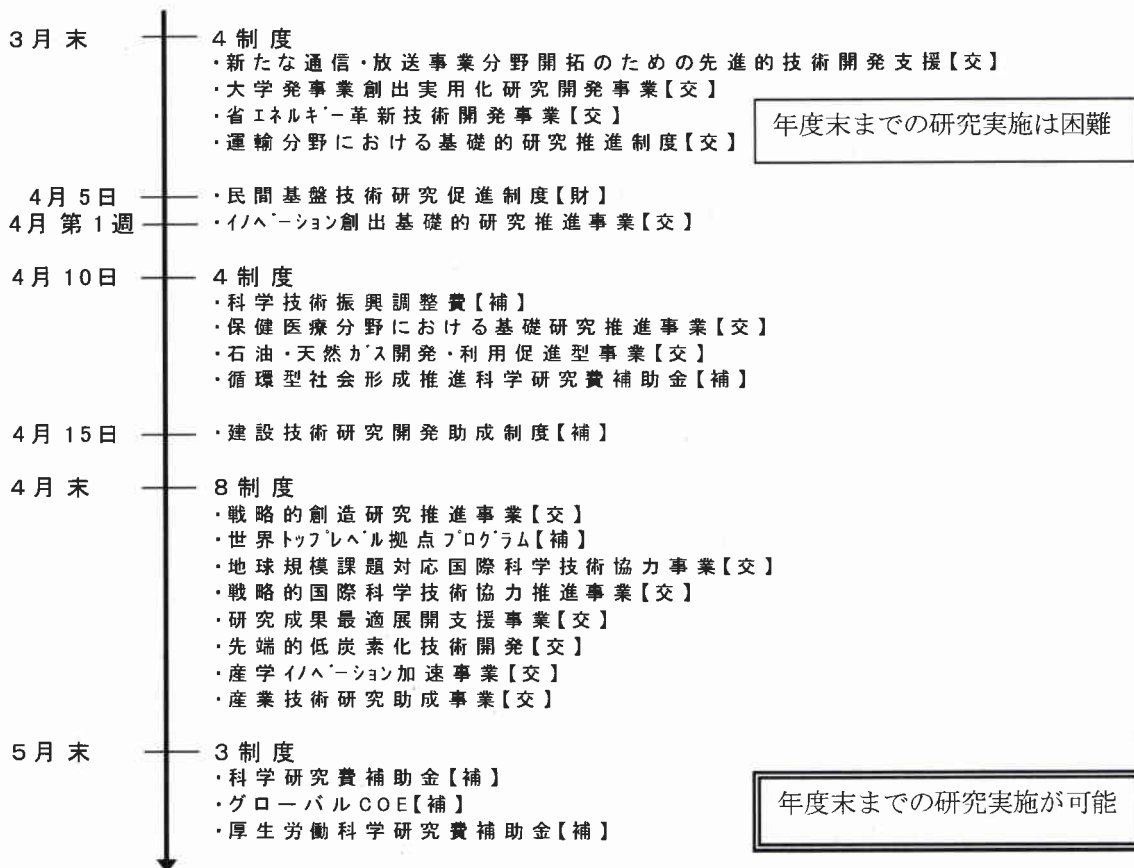 3月末 4制度
・新たな通信・放送事業分野開拓のための先進的技術開発支援【交】
・大学発事業創出実用化研究開発事業【交】
・省エネルギー革新技術開発事業【交】
年度末までの研究実施は困難
・運輸分野における基礎的研究推進制度【交】
4月5日 ・民間基盤技術研究促進制度【財】
4月第1週 ・イノベーション創出基礎的研究推進事業【交】
4月10日 4制度
・科学技術振興調整費【補】
・保健医療分野における基礎研究推進事業【交】
・石油・天然ガス開発・利用促進型事業【交】
・循環型社会形成推進科学研究費補助金【補】
4月15日 ・建設技術研究開発助成制度【補】
4月末 8制度
・戦略的創造研究推進事業【交】
・世界トップレベル拠点プログラム【補】
・地球規模課題対応国際科学技術協力事業【交】
・戦略的国際科学技術協力推進事業【交】
・研究成果最適展開支援事業【交】
・先端的低炭素化技術開発【交】
・産学イノベーション加速事業【交】
・産業技術研究助成事業【交】
5月末 3制度
・科学研究費補助金【補】
・グローバルCOE【補】
年度末までの研究実施が可能
・厚生労働科学研究費補助金【補】